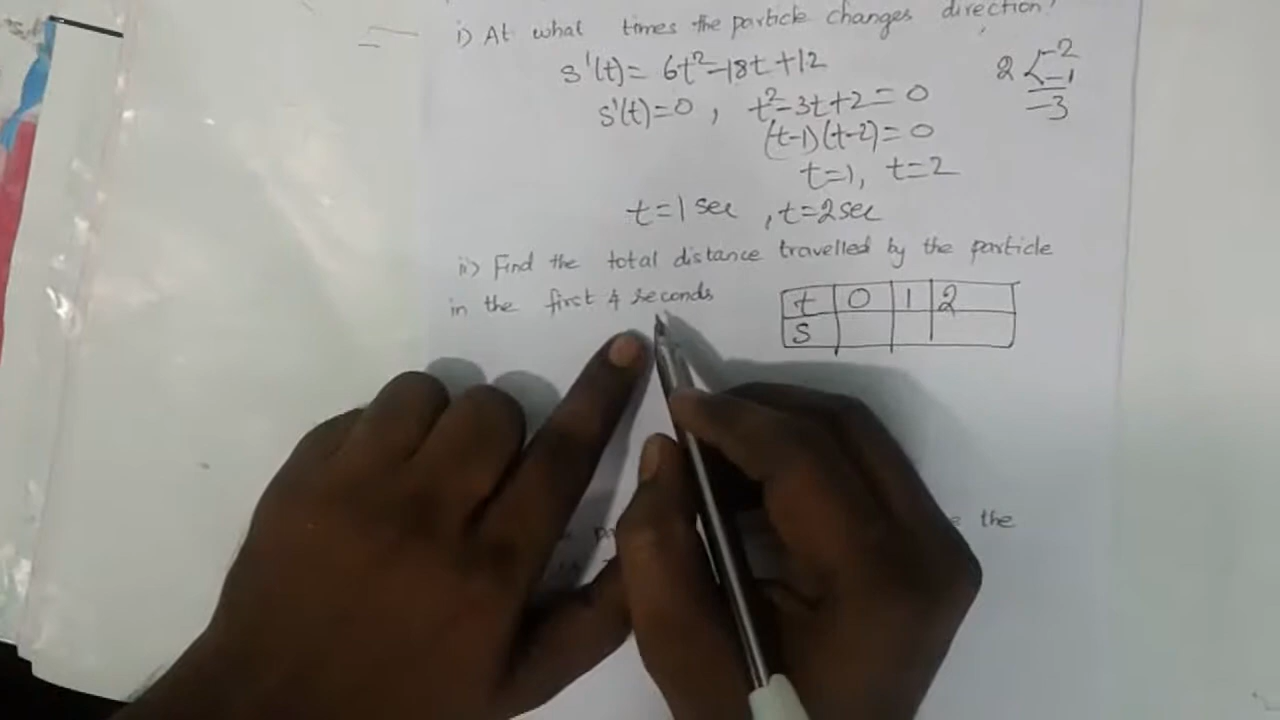 i) At what times the particle changes direction?
s'(t) = 6t²-18t+12
2 < -2
-1
-3
s'(t)=0 , t²-3t+2=0
(t-1)(t-2)=0
t=1, t=2
t=1 sec , t=2sec
ii) Find the total distance travelled by the particle
in the first 4 seconds
t 0 1 2
S
the